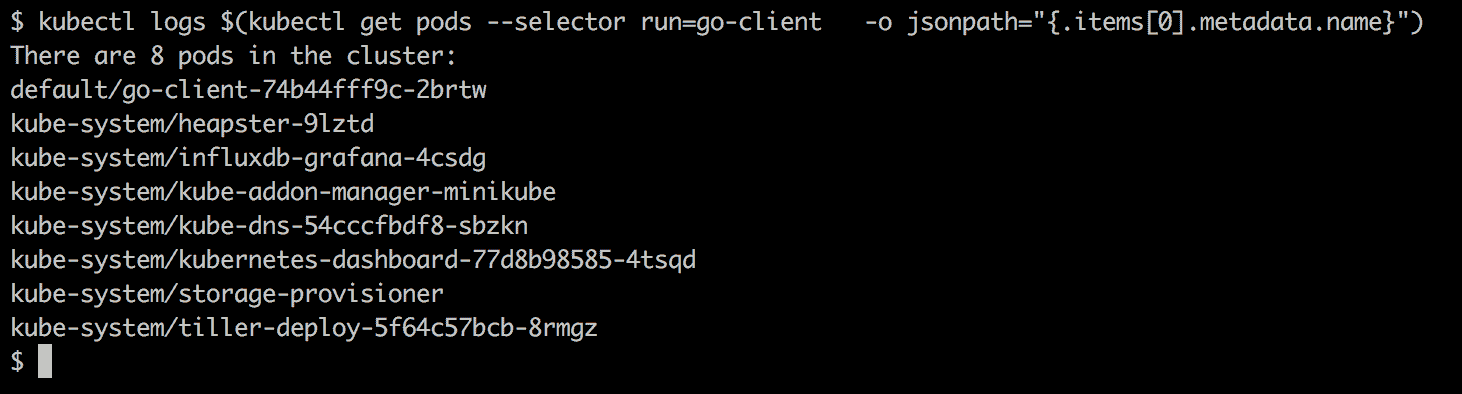 $ kubectl logs $(kubectl get pods --selector run=go-client   -o jsonpath="{.items[0].metadata.name}")
There are 8 pods in the cluster:
default/go-client-74b44fff9c-2brtw
kube-system/heapster-9lztd
kube-system/influxdb-grafana-4csdg
kube-system/kube-addon-manager-minikube
kube-system/kube-dns-54cccfbdf8-sbzkn
kube-system/kubernetes-dashboard-77d8b98585-4tsqd
kube-system/storage-provisioner
kube-system/tiller-deploy-5f64c57bcb-8rmgz
$